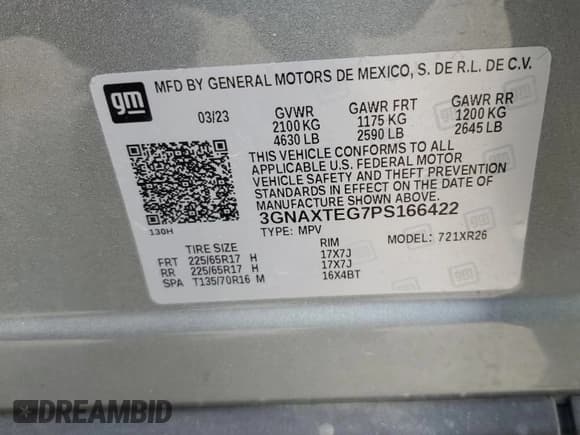 gm
MFD BY GENERAL MOTORS DE MEXICO, S. DE R.L. DE C.V.
03/23 GVWR GAWR FRT GAWR RR
2100 KG 1175 KG 1200 KG
4630 LB 2590 LB 2645 LB
THIS VEHICLE CONFORMS TO ALL
APPLICABLE U.S. FEDERAL MOTOR
VEHICLE SAFETY AND THEFT PREVENTION
STANDARDS IN EFFECT ON THE DATE OF
MANUFACTURE SHOWN ABOVE.
3GNAXTEG7PS166422
130H
TYPE: MPV MODEL: 721XR26
TIRE SIZE RIM
FRT 225/65R17 H 17X7J
RR 225/65R17 H 17X7J
SPA T135/70R16 M 16X4BT
DREAMBID